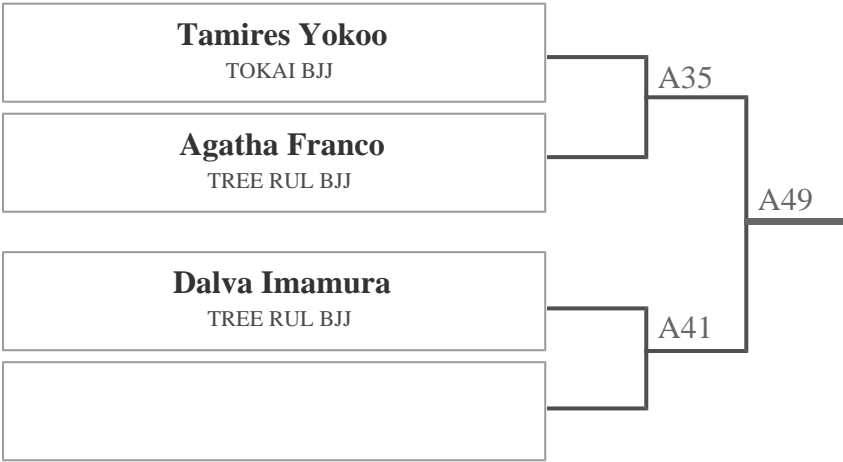 Tamires Yokoo
TOKAI BJJ
A35
Agatha Franco
TREE RUL BJJ
A49
Dalva Imamura
TREE RUL BJJ
A41